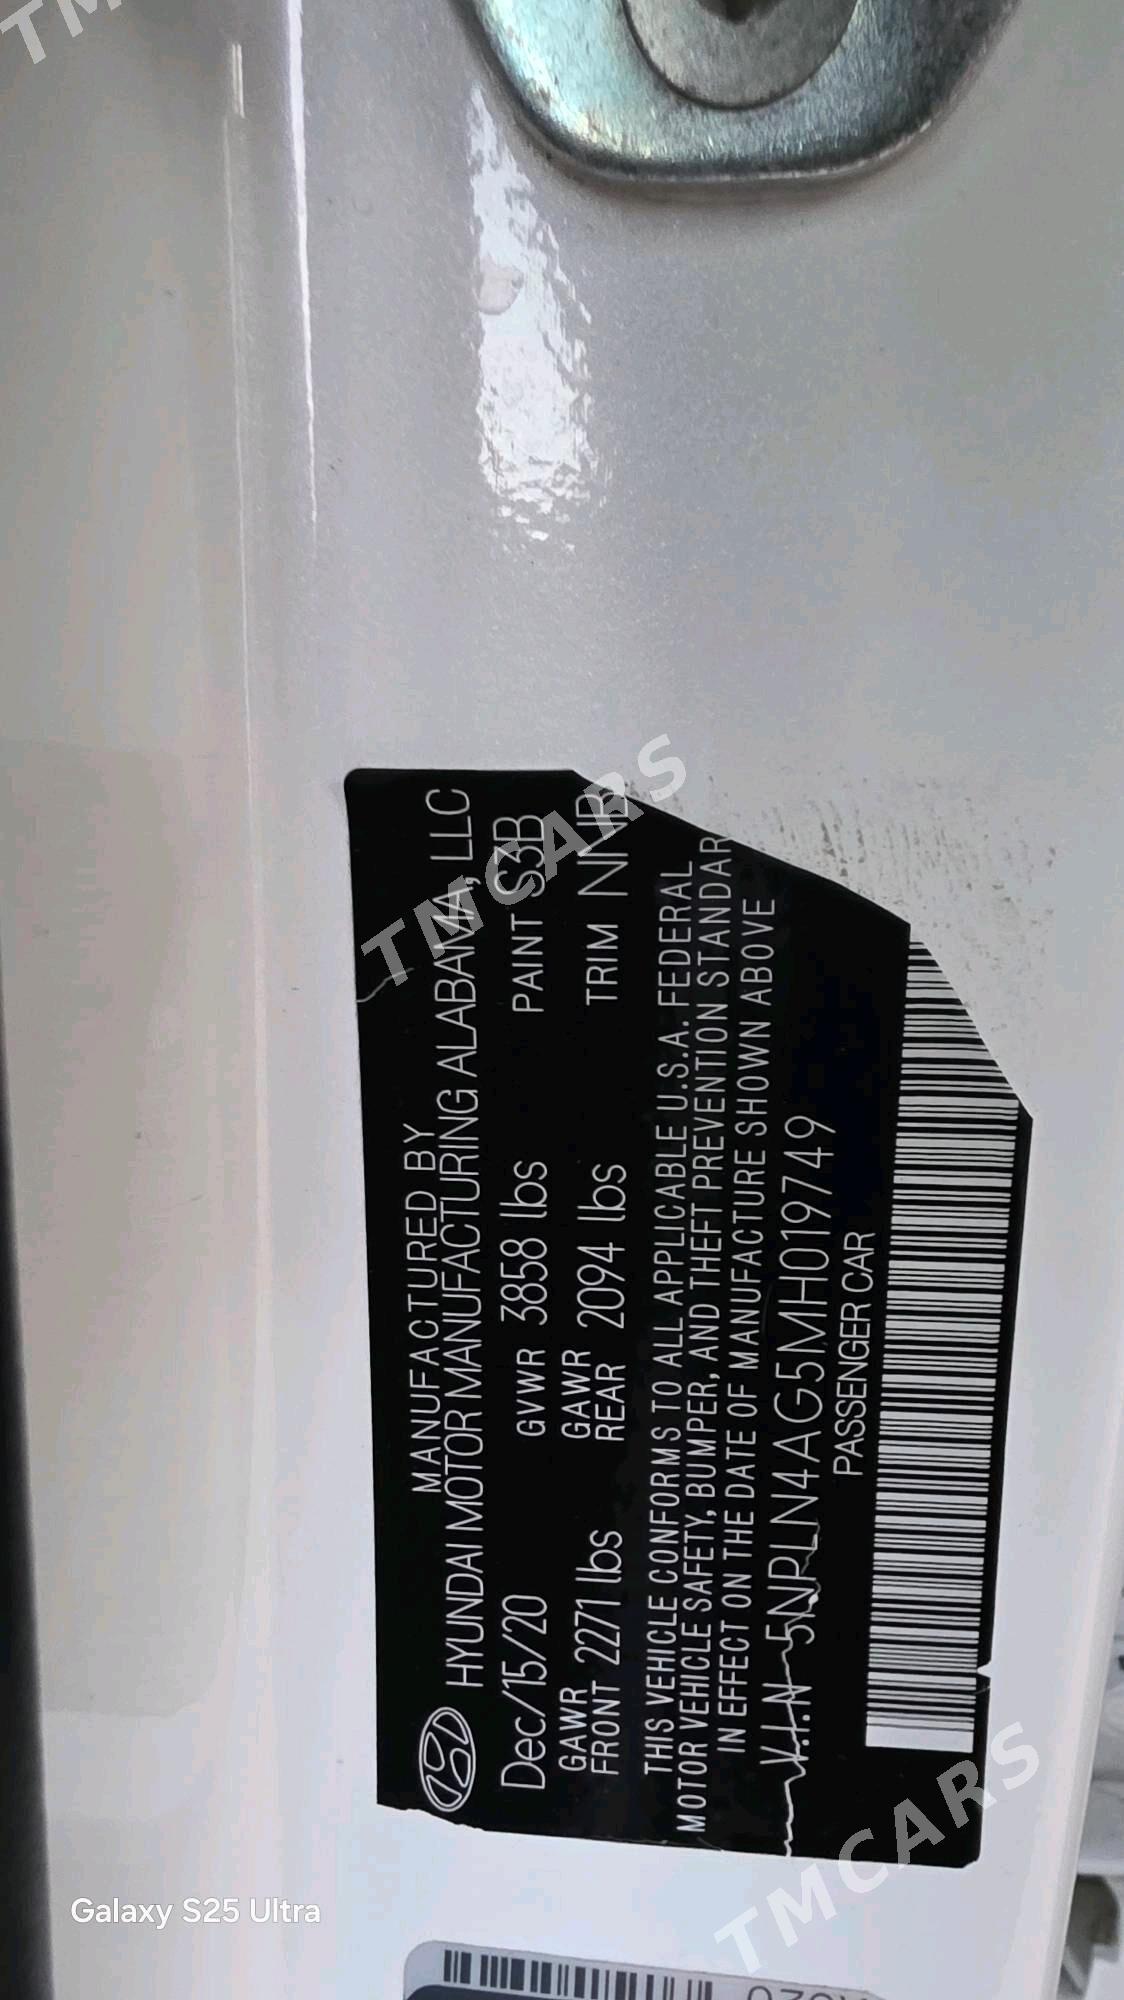 MANUFACTURED BY
HYUNDAI MOTOR MANUFACTURING ALABAMA, LLC
Dec/15/20 GVWR 3858 lbs PAINT S3B
GAWR FRONT 2271 lbs GAWR REAR 2094 lbs TRIM NNB
THIS VEHICLE CONFORMS TO ALL APPLICABLE U.S.A. FEDERAL
MOTOR VEHICLE SAFETY, BUMPER, AND THEFT PREVENTION STANDAR
IN EFFECT ON THE DATE OF MANUFACTURE SHOWN ABOVE
V.I.N 5NPLN4AG5MH019749
PASSENGER CAR
TMCARS
TMCARS
TM
Galaxy S25 Ultra